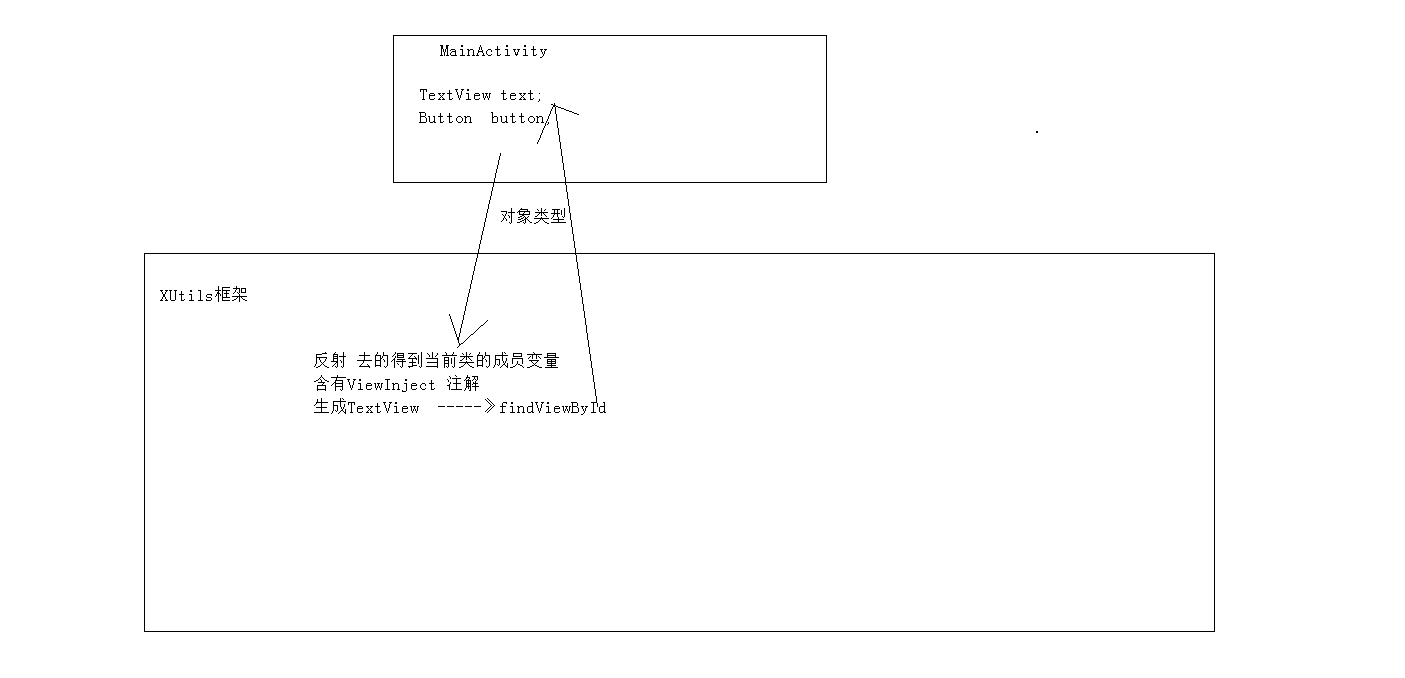 MainActivity
TextView text;
Button button;
对象类型
XUtils框架
反射 去的得到当前类的成员变量
含有ViewInject 注解
生成TextView -----》findViewById